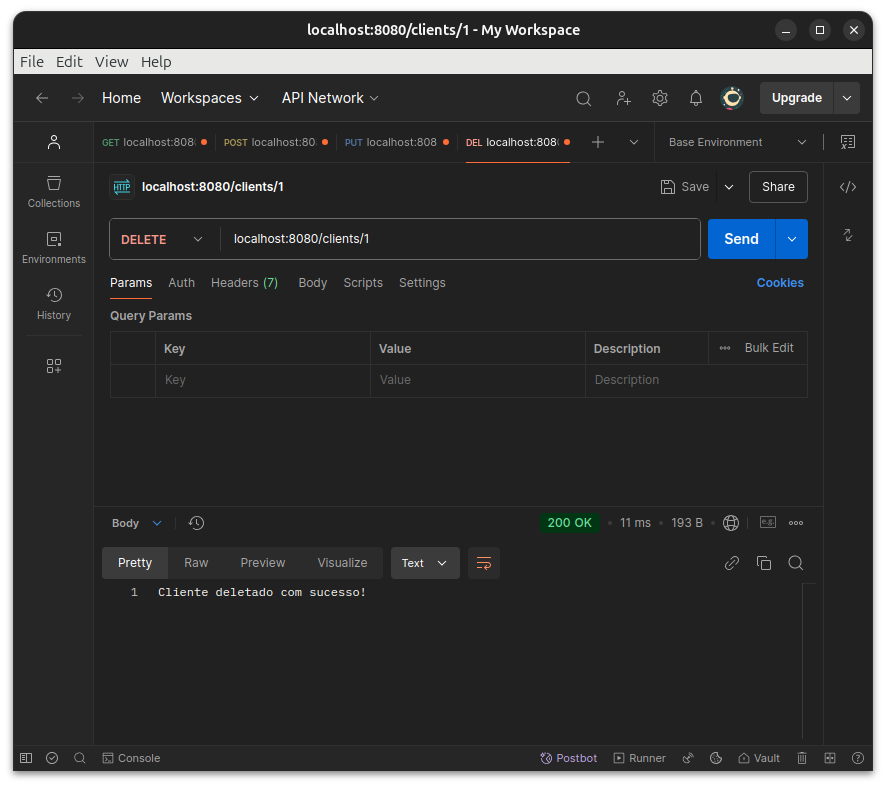 localhost:8080/clients/1 - My Workspace
File Edit View Help
Home Workspaces API Network Upgrade
GET localhost:808 POST localhost:80 PUT localhost:808 DEL localhost:808 Base Environment
HTTP localhost:8080/clients/1 Save Share
Collections
Environments
History
DELETE localhost:8080/clients/1 Send
Params Auth Headers (7) Body Scripts Settings Cookies
Query Params
Key Value Description Bulk Edit
Key Value Description
Body 200 OK 11 ms 193 B e.g.
Pretty Raw Preview Visualize Text
1 Cliente deletado com sucesso!
Console Postbot Runner Vault